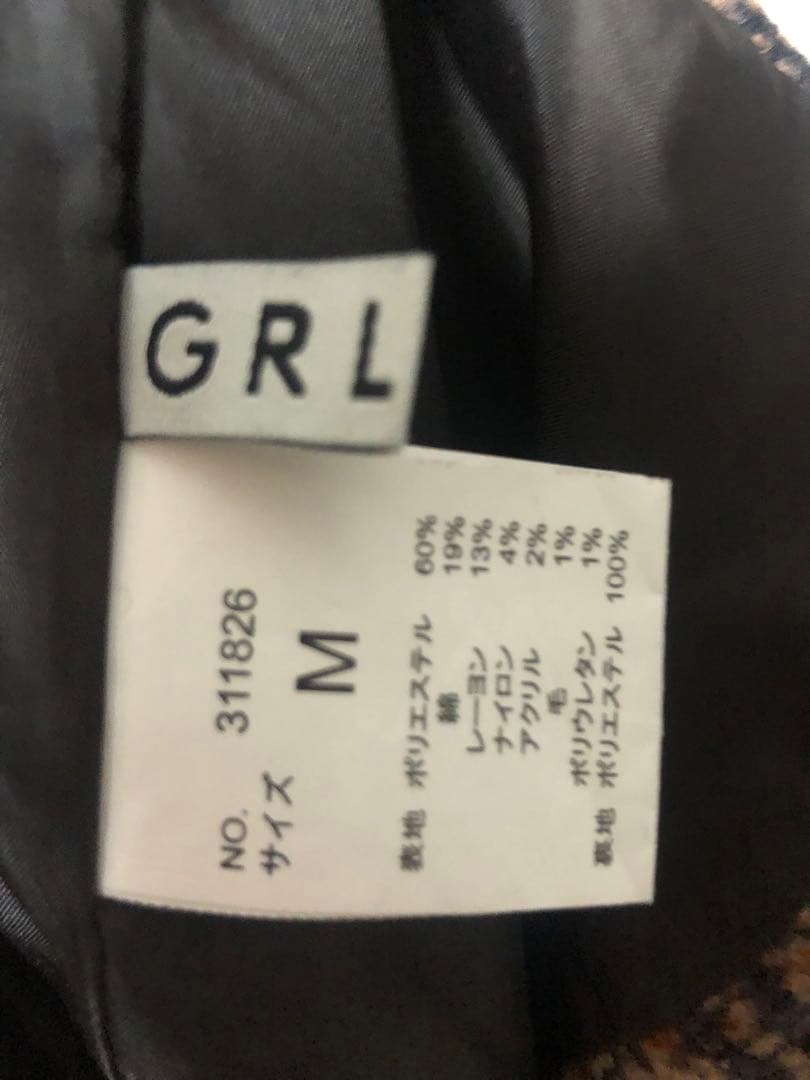 GRL
NO. 311826
サイズ M
表地 ポリエステル 60%
綿 19%
レーヨン 13%
ナイロン 4%
アクリル 2%
毛 1%
ポリウレタン 1%
裏地 ポリエステル 100%